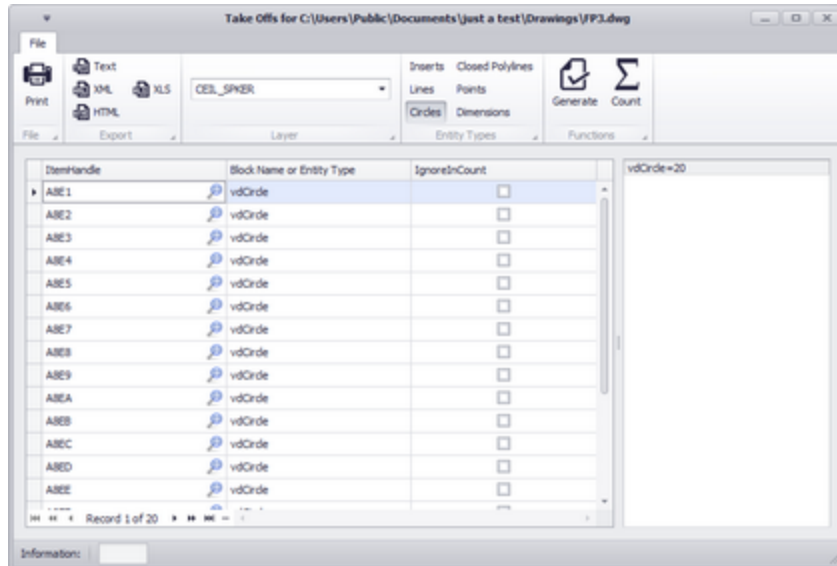 Take Offs for C:\Users\Public\Documents\just a test\Drawings\FP3.dwg
File
Print
Text
XML
XLS
HTML
CEIL_SPKER
Inserts Closed Polylines
Lines Points
Circles Dimensions
Generate Count
File Export Layer Entity Types Functions
ItemHandle Block Name or Entity Type IgnoreInCount
A8E1 vdCircle
A8E2 vdCircle
A8E3 vdCircle
A8E4 vdCircle
A8E5 vdCircle
A8E6 vdCircle
A8E7 vdCircle
A8E8 vdCircle
A8E9 vdCircle
A8EA vdCircle
A8EB vdCircle
A8EC vdCircle
A8ED vdCircle
A8EE vdCircle
Record 1 of 20
vdCircle=20
Information: